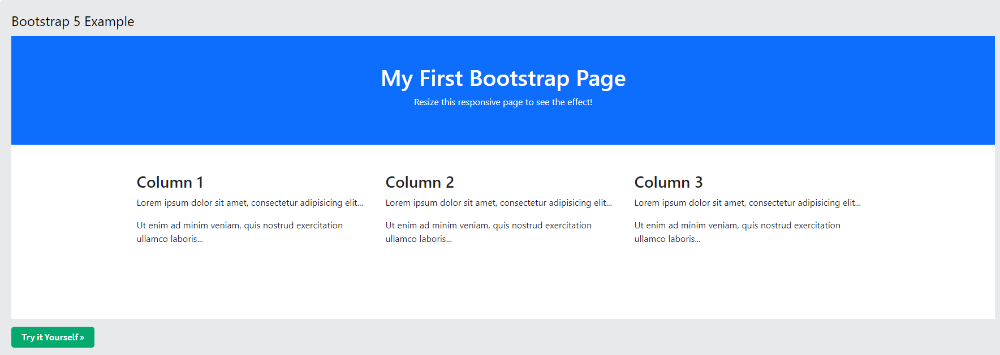 Bootstrap 5 Example
My First Bootstrap Page
Resize this responsive page to see the effect!
Column 1
Lorem ipsum dolor sit amet, consectetur adipisicing elit...
Ut enim ad minim veniam, quis nostrud exercitation
ullamco laboris...
Column 2
Lorem ipsum dolor sit amet, consectetur adipisicing elit...
Ut enim ad minim veniam, quis nostrud exercitation
ullamco laboris...
Column 3
Lorem ipsum dolor sit amet, consectetur adipisicing elit...
Ut enim ad minim veniam, quis nostrud exercitation
ullamco laboris...
Try it Yourself »